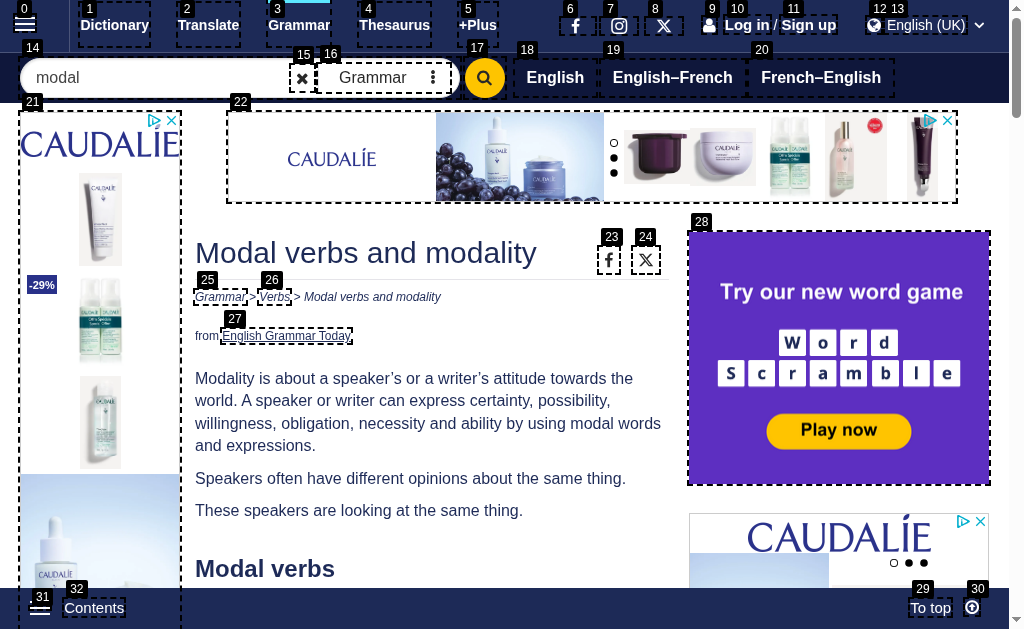 0 1 2 3 4 5 6 7 8 9 10 11 12 13
Dictionary Translate Grammar Thesaurus +Plus Log in / Sign up English (UK)
14 15 16 17 18 19 20
modal Grammar English English–French French–English
21 22
CAUDALÍE
CAUDALÍE
-29%
28
23 24
Modal verbs and modality
25 26
Grammar > Verbs > Modal verbs and modality
27
from English Grammar Today
Modality is about a speaker’s or a writer’s attitude towards the
world. A speaker or writer can express certainty, possibility,
willingness, obligation, necessity and ability by using modal words
and expressions.
Speakers often have different opinions about the same thing.
These speakers are looking at the same thing.
Modal verbs
Try our new word game
Word
Scramble
Play now
CAUDALÍE
31 32 29 30
Contents To top